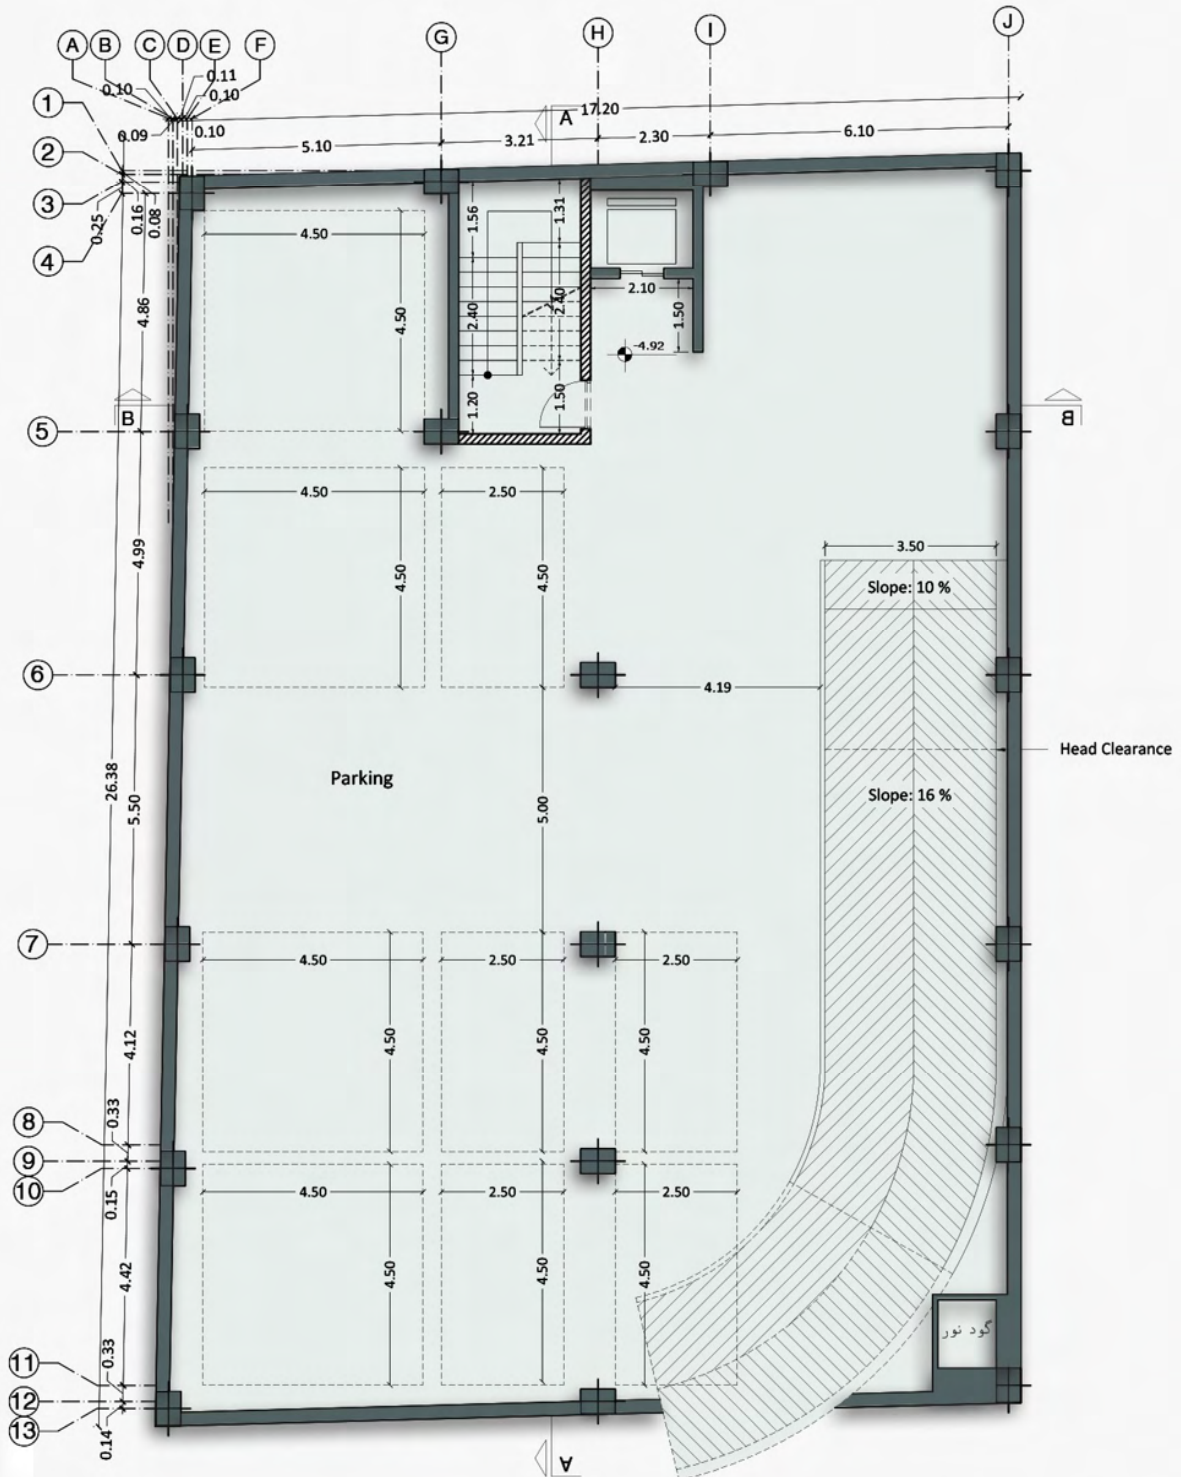 A B C D E F G H I J
0.11
0.10 0.10
0.09 0.10
17.20
5.10 3.21 2.30 6.10
A
1
2
3
4
0.25 0.16 0.08
4.86
4.50
4.50
1.56 1.31
2.40 2.40
1.20 1.50
2.10
1.50
-4.92
B B
5
4.50 2.50
4.99
4.50 4.50
3.50
Slope: 10 %
6
4.19
Head Clearance
Parking
26.38
5.50
5.00
Slope: 16 %
7
4.50 2.50 2.50
4.12
4.50 4.50 4.50
8
0.33
9
10
0.15
4.50 2.50 2.50
4.42
4.50 4.50 4.50
گود نور
11
0.33
12
13
0.14
A